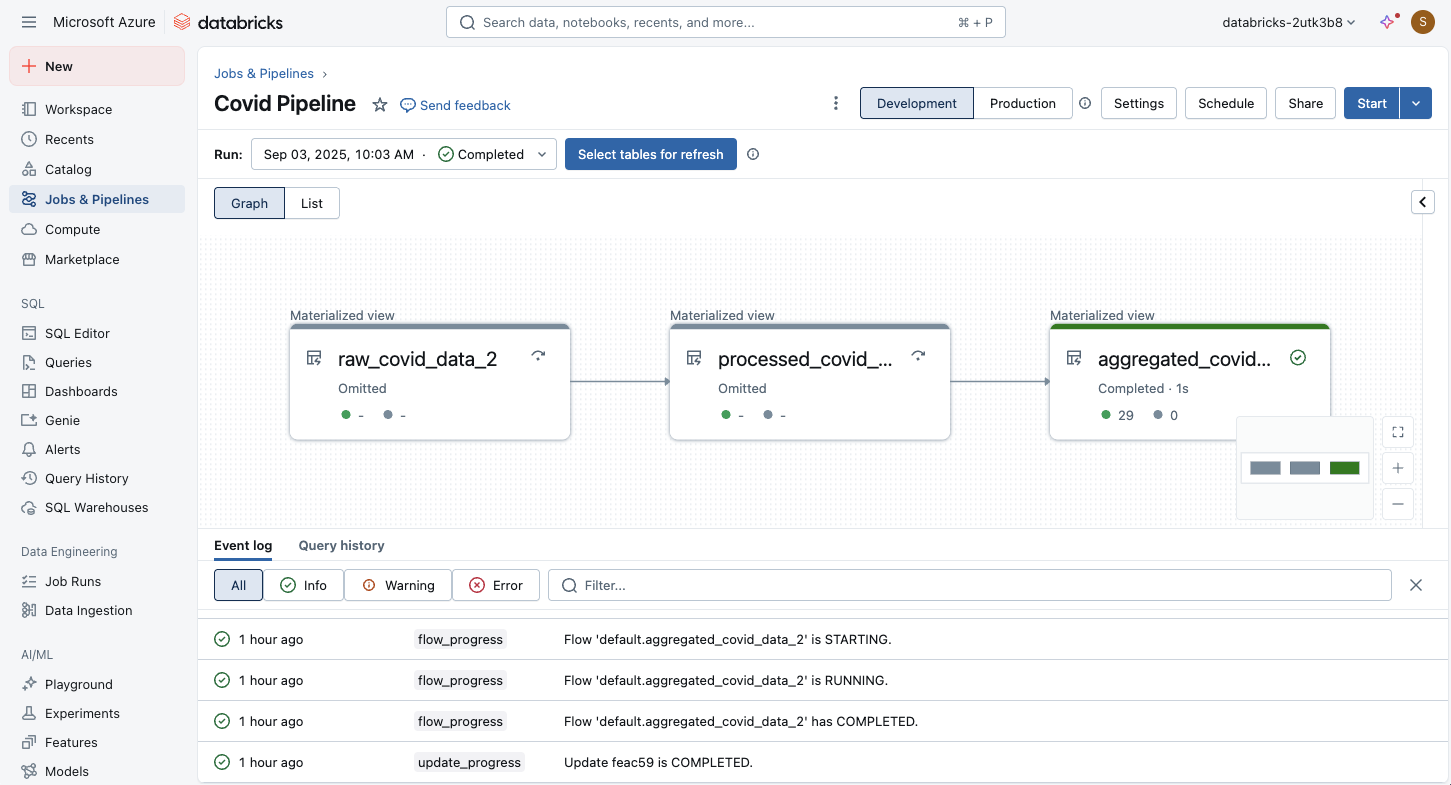 Microsoft Azure databricks Search data, notebooks, recents, and more... ⌘ + P databricks-2utk3b8 S
New
Workspace
Recents
Catalog
Jobs & Pipelines
Compute
Marketplace
SQL
SQL Editor
Queries
Dashboards
Genie
Alerts
Query History
SQL Warehouses
Data Engineering
Job Runs
Data Ingestion
AI/ML
Playground
Experiments
Features
Models
Jobs & Pipelines ›
Covid Pipeline Send feedback Development Production Settings Schedule Share Start
Run: Sep 03, 2025, 10:03 AM · Completed Select tables for refresh
Graph List
Materialized view
raw_covid_data_2
Omitted
- -
Materialized view
processed_covid_...
Omitted
- -
Materialized view
aggregated_covid...
Completed · 1s
29 0
Event log Query history
All Info Warning Error Filter...
1 hour ago flow_progress Flow 'default.aggregated_covid_data_2' is STARTING.
1 hour ago flow_progress Flow 'default.aggregated_covid_data_2' is RUNNING.
1 hour ago flow_progress Flow 'default.aggregated_covid_data_2' has COMPLETED.
1 hour ago update_progress Update feac59 is COMPLETED.